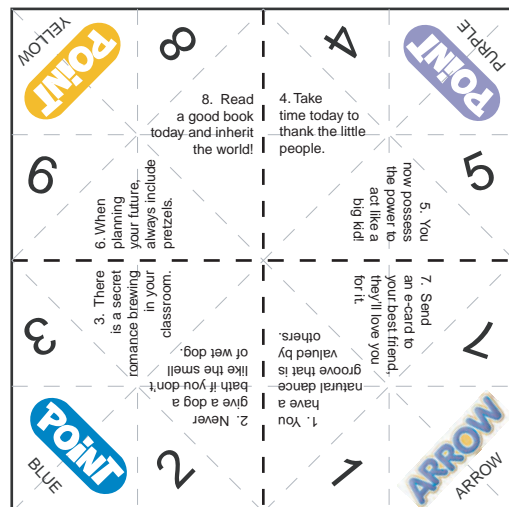 YELLOW
POiNT
8
4
PURPLE
POiNT
8. Read
a good book
today and inherit
the world!
4. Take
time today to
thank the little
people.
6
6. When
planning
your future,
always include
pretzels.
5. You
now possess
the power to
act like a
big kid!
5
3
3. There
is a secret
romance brewing
in your
classroom.
7. Send
an e-card to
your best friend,
they'll love you
for it.
7
2. Never
give a dog a
bath if you don't
like the smell
of wet dog.
1. You
have a
natural dance
groove that is
valued by
others
POiNT
BLUE
2
1
ARROW
ARROW